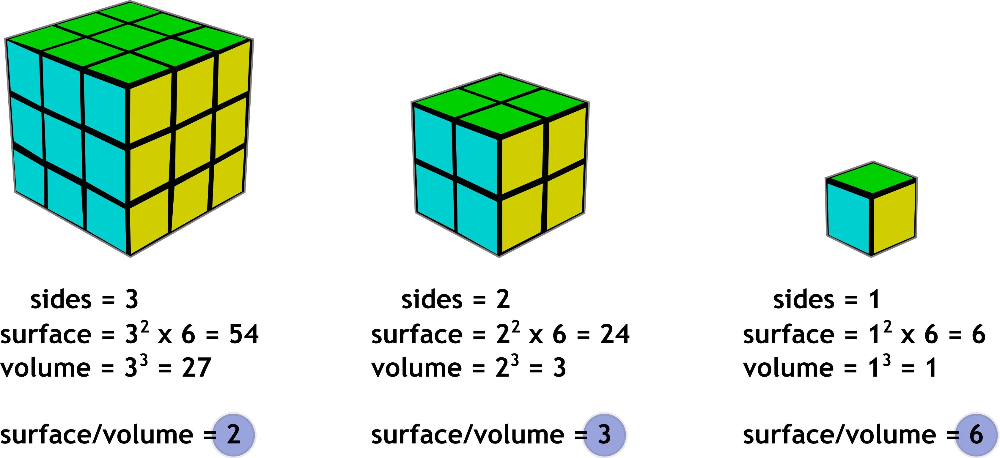 sides = 3
surface = 3² x 6 = 54
volume = 3³ = 27
surface/volume = 2
sides = 2
surface = 2² x 6 = 24
volume = 2³ = 3
surface/volume = 3
sides = 1
surface = 1² x 6 = 6
volume = 1³ = 1
surface/volume = 6